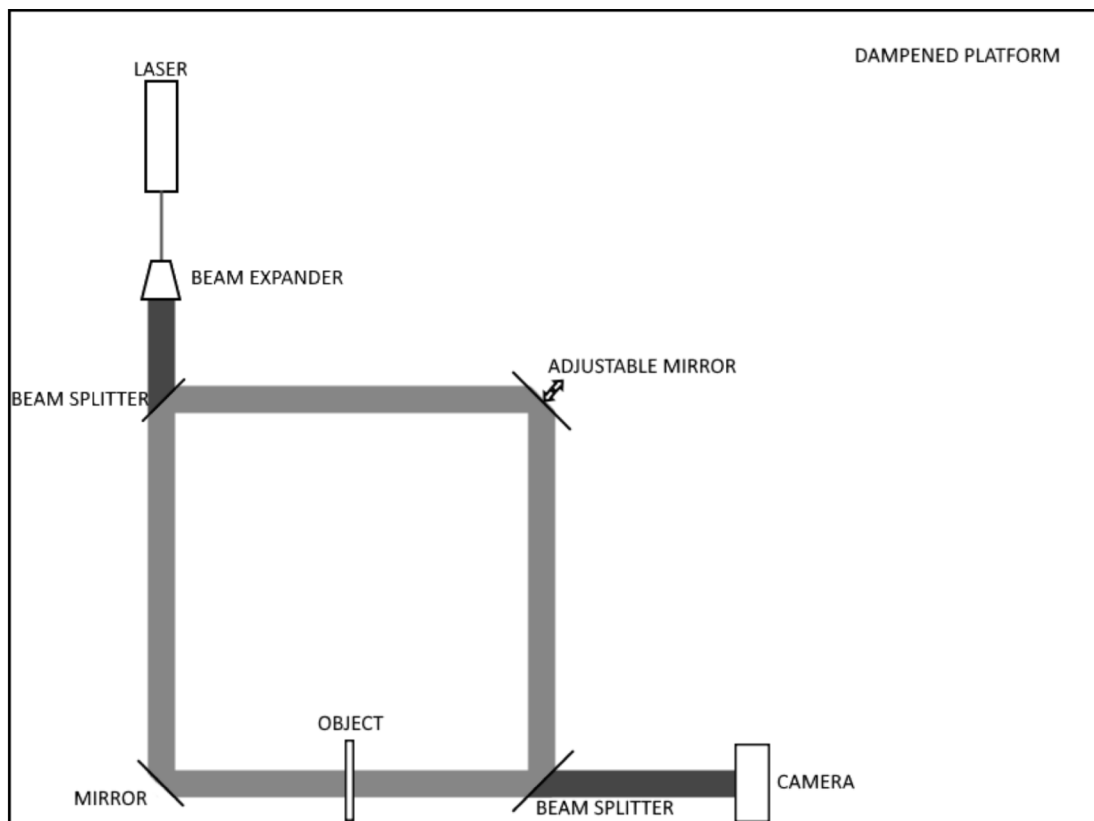 DAMPENED PLATFORM
LASER
BEAM EXPANDER
ADJUSTABLE MIRROR
BEAM SPLITTER
OBJECT
MIRROR
BEAM SPLITTER
CAMERA